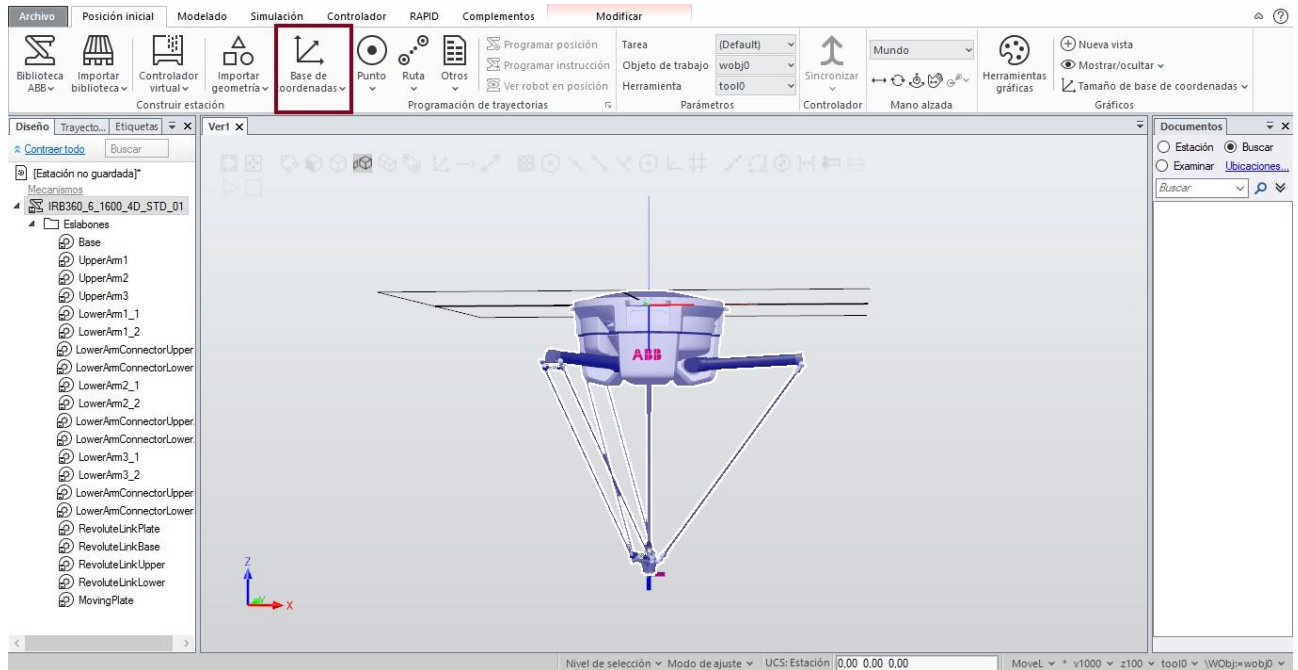 Archivo Posición inicial Modelado Simulación Controlador RAPID Complementos Modificar
Biblioteca ABB
Importar biblioteca
Controlador virtual
Importar geometría
Base de coordenadas
Punto
Ruta
Otros
Programar posición
Programar instrucción
Ver robot en posición
Tarea (Default)
Objeto de trabajo wobj0
Herramienta tool0
Sincronizar
Mundo
Herramientas gráficas
Nueva vista
Mostrar/ocultar
Tamaño de base de coordenadas
Construir estación Programación de trayectorias Parámetros Controlador Mano alzada Gráficos
Diseño Trayecto... Etiquetas
Ver1
Documentos
Contraer todo Buscar
Estación Buscar
Examinar Ubicaciones...
Buscar
[Estación no guardada]*
Mecanismos
IRB360_6_1600_4D_STD_01
Eslabones
Base
UpperArm1
UpperArm2
UpperArm3
LowerArm1_1
LowerArm1_2
LowerArmConnectorUpper
LowerArmConnectorLower
LowerArm2_1
LowerArm2_2
LowerArmConnectorUpper.
LowerArmConnectorLower.
LowerArm3_1
LowerArm3_2
LowerArmConnectorUpper.
LowerArmConnectorLower.
RevoluteLinkPlate
RevoluteLinkBase
RevoluteLinkUpper
RevoluteLinkLower
MovingPlate
ABB
Z
Y
X
Nivel de selección Modo de ajuste UCS: Estación 0,00 0,00 0,00 MoveL * v1000 z100 tool0 \WObj:=wobj0